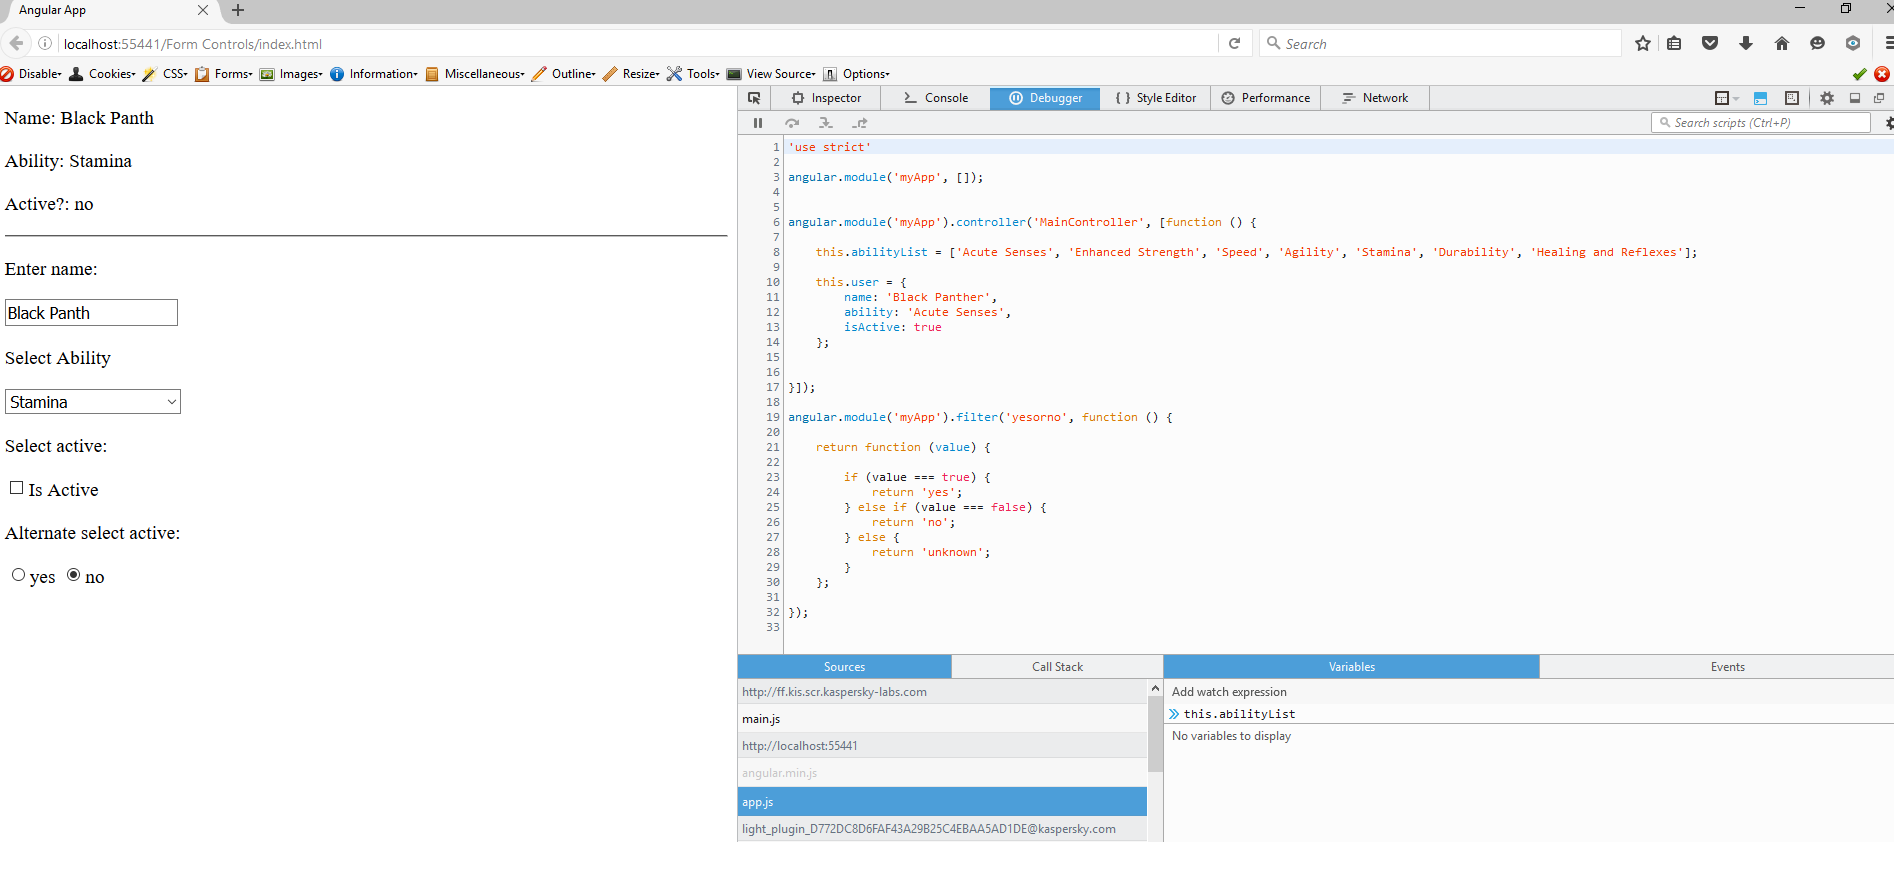 Angular App
localhost:55441/Form Controls/index.html
Search
Disable Cookies CSS Forms Images Information Miscellaneous Outline Resize Tools View Source Options
Name: Black Panth
Ability: Stamina
Active?: no
Enter name:
Black Panth
Select Ability
Stamina
Select active:
Is Active
Alternate select active:
yes no
Inspector Console Debugger Style Editor Performance Network
Search scripts (Ctrl+P)
1 'use strict'
2
3 angular.module('myApp', []);
4
5
6 angular.module('myApp').controller('MainController', [function () {
7
8 this.abilityList = ['Acute Senses', 'Enhanced Strength', 'Speed', 'Agility', 'Stamina', 'Durability', 'Healing and Reflexes'];
9
10 this.user = {
11 name: 'Black Panther',
12 ability: 'Acute Senses',
13 isActive: true
14 };
15
16
17 }]);
18
19 angular.module('myApp').filter('yesorno', function () {
20
21 return function (value) {
22
23 if (value === true) {
24 return 'yes';
25 } else if (value === false) {
26 return 'no';
27 } else {
28 return 'unknown';
29 }
30 };
31
32 });
33
Sources Call Stack
http://ff.kis.scr.kaspersky-labs.com
main.js
http://localhost:55441
angular.min.js
app.js
light_plugin_D772DC8D6FAF43A29B25C4EBAA5AD1DE@kaspersky.com
Variables Events
Add watch expression
this.abilityList
No variables to display